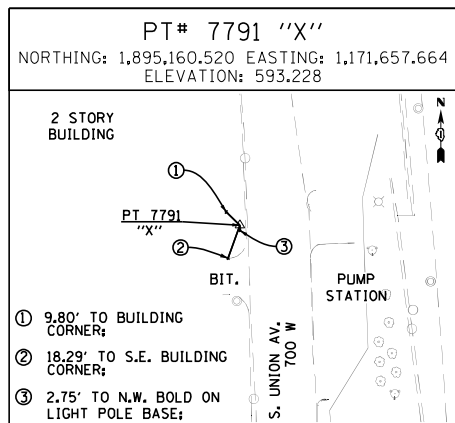 PT# 7791 "X"
NORTHING: 1,895,160.520 EASTING: 1,171,657.664
ELEVATION: 593.228
2 STORY
BUILDING
N
①
PT 7791
"X"
②
③
BIT.
PUMP
STATION
S. UNION AV.
700 W
① 9.80' TO BUILDING
CORNER;
② 18.29' TO S.E. BUILDING
CORNER;
③ 2.75' TO N.W. BOLD ON
LIGHT POLE BASE;